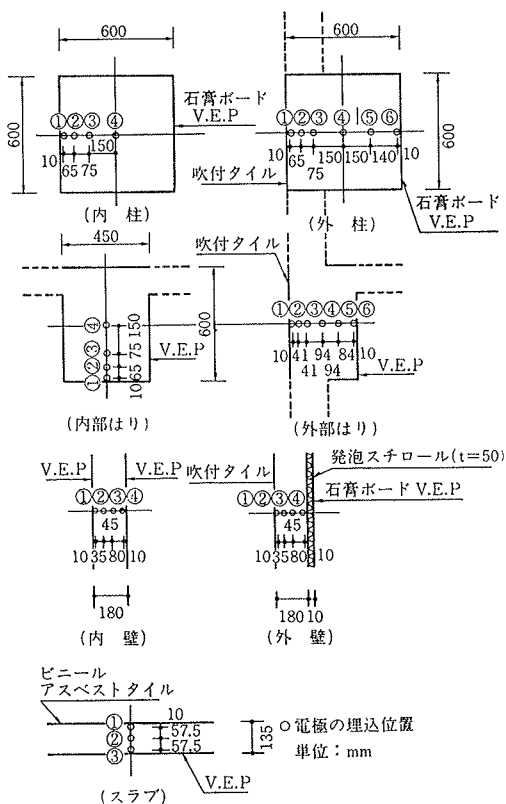 600
600
①②③④
石膏ボード
V.E.P
600
150
10
65
75
(内 柱)
600
①②③④⑤⑥
600
10
65
75
150
150
140
10
吹付タイル
石膏ボード
V.E.P
(外 柱)
450
④
③
②
①
150
75
65
10
600
V.E.P
(内部はり)
吹付タイル
①②③④⑤⑥
10
41
94
84
10
41 94
V.E.P
(外部はり)
V.E.P
V.E.P
①②③④
45
10
35
80
10
180
(内 壁)
吹付タイル
発泡スチロール(t=50)
石膏ボード V.E.P
①②③④
45
10
35
80
10
180
10
(外 壁)
ビニール
アスベストタイル
①
②
③
10
57.5
57.5
135
V.E.P
(スラブ)
○電極の埋込位置
単位:mm